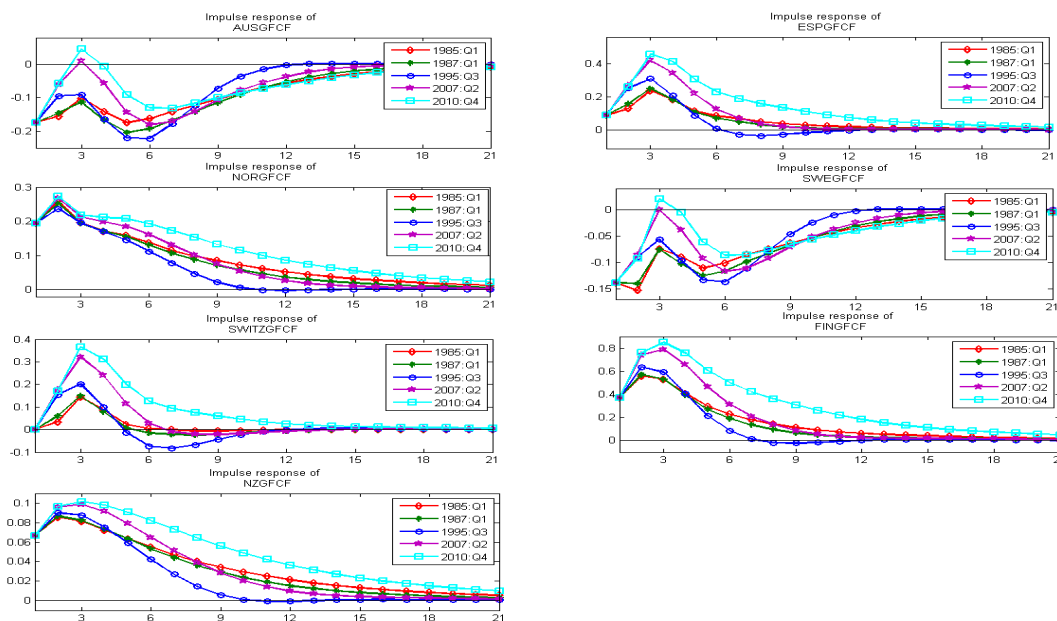 Impulse response of
AUSGFCF
0
-0.1
-0.2
3 6 9 12 15 18 21
1985:Q1
1987:Q1
1995:Q3
2007:Q2
2010:Q4
Impulse response of
ESPGFCF
0.4
0.2
0
3 6 9 12 15 18 21
1985:Q1
1987:Q1
1995:Q3
2007:Q2
2010:Q4
Impulse response of
NORGFCF
0.3
0.2
0.1
0
3 6 9 12 15 18 21
1985:Q1
1987:Q1
1995:Q3
2007:Q2
2010:Q4
Impulse response of
SWEGFCF
0
-0.05
-0.1
-0.15
3 6 9 12 15 18 21
1985:Q1
1987:Q1
1995:Q3
2007:Q2
2010:Q4
Impulse response of
SWITZGFCF
0.4
0.3
0.2
0.1
0
-0.1
3 6 9 12 15 18 21
1985:Q1
1987:Q1
1995:Q3
2007:Q2
2010:Q4
Impulse response of
FINGFCF
0.8
0.6
0.4
0.2
0
3 6 9 12 15 18 21
1985:Q1
1987:Q1
1995:Q3
2007:Q2
2010:Q4
Impulse response of
NZGFCF
0.1
0.08
0.06
0.04
0.02
0
3 6 9 12 15 18 21
1985:Q1
1987:Q1
1995:Q3
2007:Q2
2010:Q4